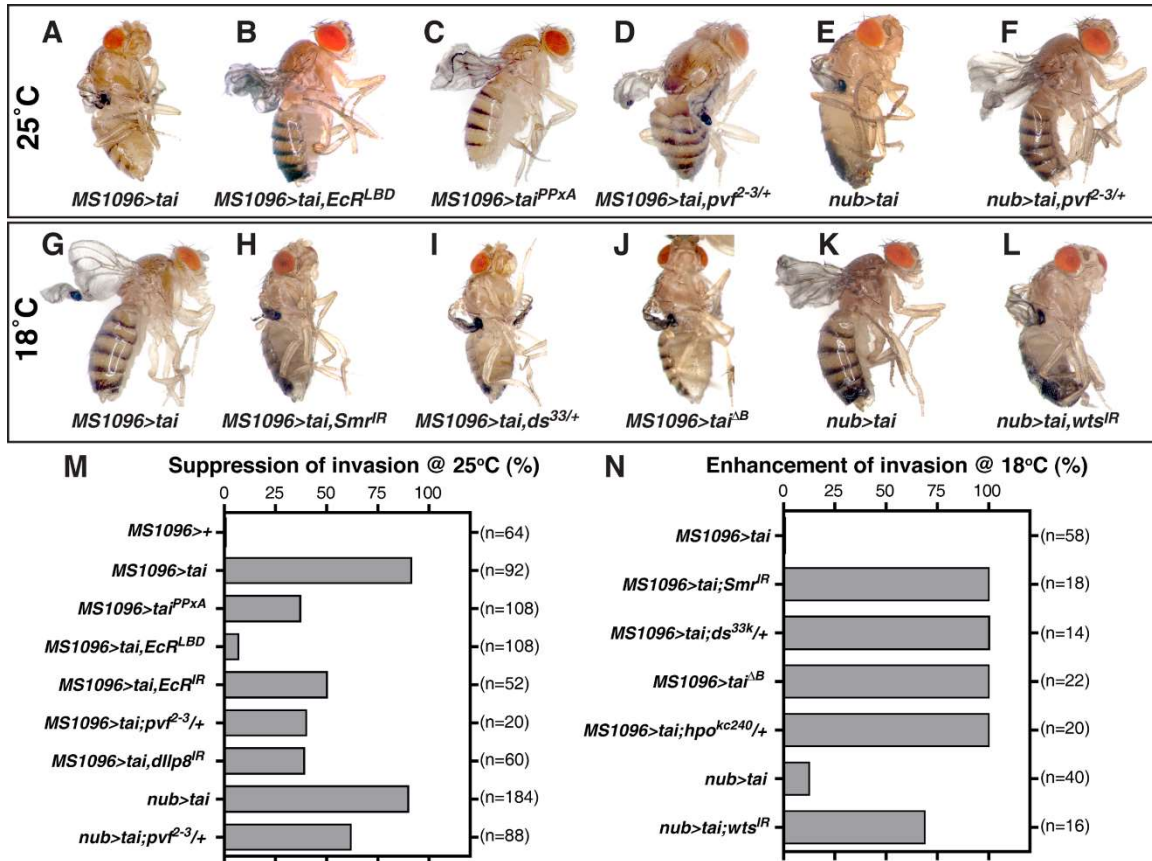 A B C D E F
25°C
MS1096>tai MS1096>tai,EcR^LBD MS1096>tai^PPxA MS1096>tai,pvf^2-3/+ nub>tai nub>tai,pvf^2-3/+
G H I J K L
18°C
MS1096>tai MS1096>tai,Smr^IR MS1096>tai,ds^33/+ MS1096>tai^ΔB nub>tai nub>tai,wts^IR
M Suppression of invasion @ 25°C (%)
0 25 50 75 100
MS1096>+ (n=64)
MS1096>tai (n=92)
MS1096>tai^PPxA (n=108)
MS1096>tai,EcR^LBD (n=108)
MS1096>tai,EcR^IR (n=52)
MS1096>tai;pvf^2-3/+ (n=20)
MS1096>tai,dIlp8^IR (n=60)
nub>tai (n=184)
nub>tai;pvf^2-3/+ (n=88)
N Enhancement of invasion @ 18°C (%)
0 25 50 75 100
MS1096>tai (n=58)
MS1096>tai;Smr^IR (n=18)
MS1096>tai;ds^33k/+ (n=14)
MS1096>tai^ΔB (n=22)
MS1096>tai;hpo^kc240/+ (n=20)
nub>tai (n=40)
nub>tai;wts^IR (n=16)